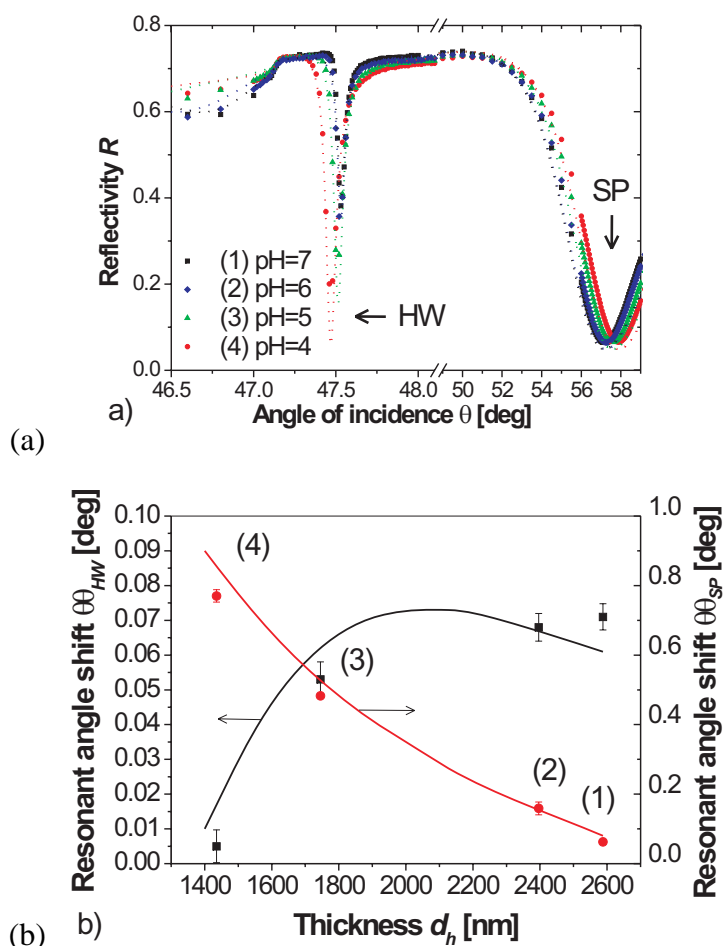 0.8
0.6
0.4
0.2
0.0
Reflectivity R
SP
HW
(1) pH=7
(2) pH=6
(3) pH=5
(4) pH=4
46.5 47.0 47.5 48.0 50 52 54 56 58
a) Angle of incidence θ [deg]
(a)
0.10
0.09
0.08
0.07
0.06
0.05
0.04
0.03
0.02
0.01
0.00
Resonant angle shift θθHW [deg]
1.0
0.8
0.6
0.4
0.2
0.0
Resonant angle shift θθSP [deg]
(4)
(3)
(2)
(1)
1400 1600 1800 2000 2200 2400 2600
(b) b) Thickness dh [nm]